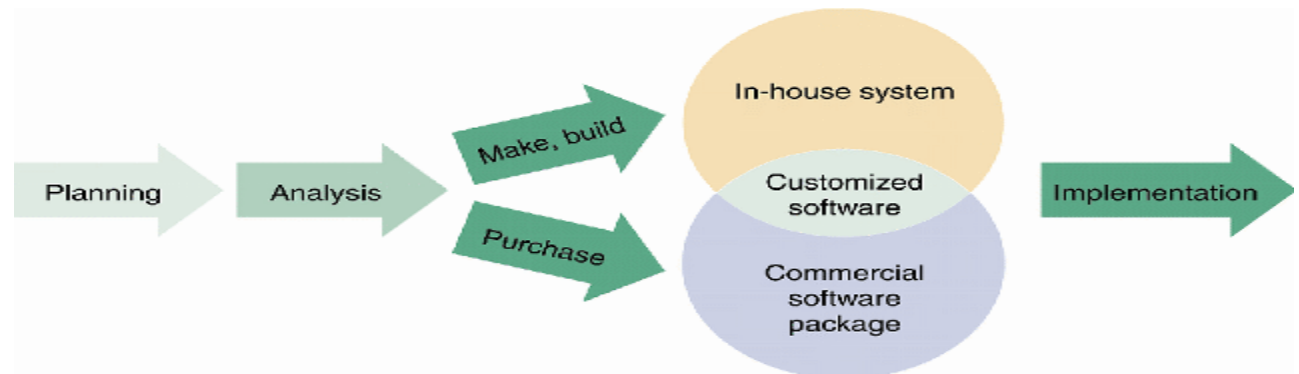 Planning
Analysis
Make, build
Purchase
In-house system
Customized
software
Commercial
software
package
Implementation